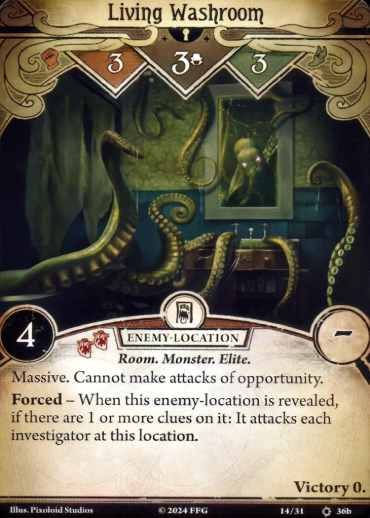 Living Washroom
3 3 3
4 ENEMY-LOCATION -
Room. Monster. Elite.
Massive. Cannot make attacks of opportunity.
Forced – When this enemy-location is revealed,
if there are 1 or more clues on it: It attacks each
investigator at this location.
Victory 0.
Illus. Pixoloid Studios © 2024 FFG 14/31 36b